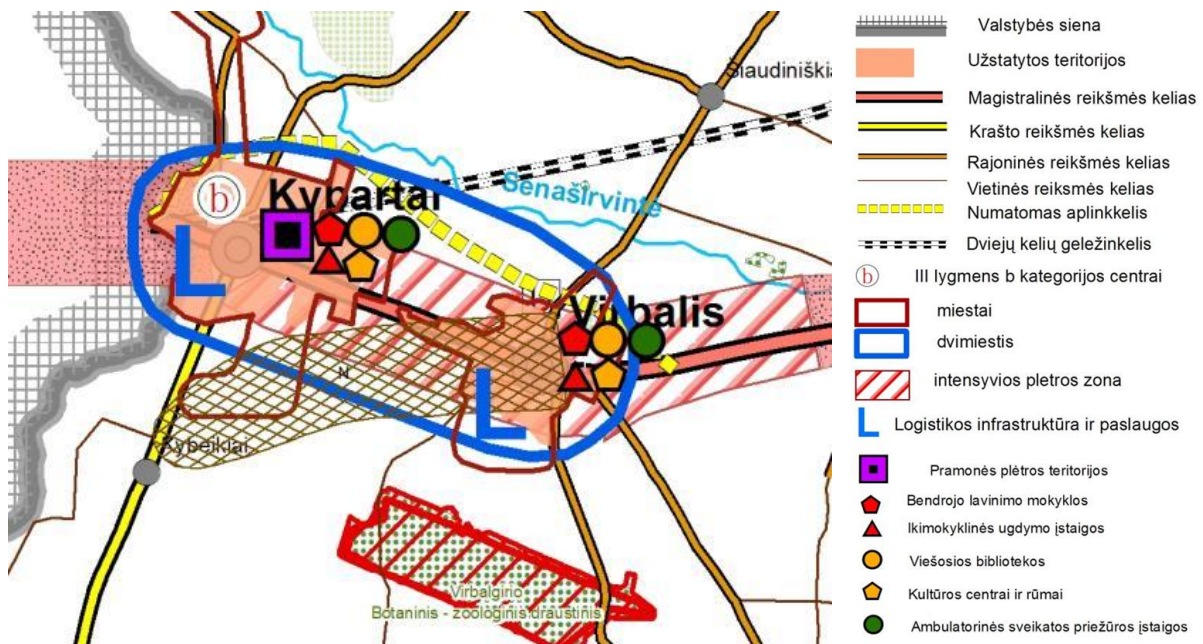 Šiaudiniškia
Senaširvintė
Kybartai
b
L
Virbalis
L
N
Kybeikiai
Virbalgirio
Botaninis - zoologinis draustinis
Valstybės siena
Užstatytos teritorijos
Magistralinės reikšmės kelias
Krašto reikšmės kelias
Rajoninės reikšmės kelias
Vietinės reiksmės kelias
Numatomas aplinkkelis
Dviejų kelių geležinkelis
b III lygmens b kategorijos centrai
miestai
dvimiestis
intensyvios pletros zona
L Logistikos infrastruktūra ir paslaugos
Pramonės plėtros teritorijos
Bendrojo lavinimo mokyklos
Ikimokyklinės ugdymo įstaigos
Viešosios bibliotekos
Kultūros centrai ir rūmai
Ambulatorinės sveikatos priežūros įstaigos